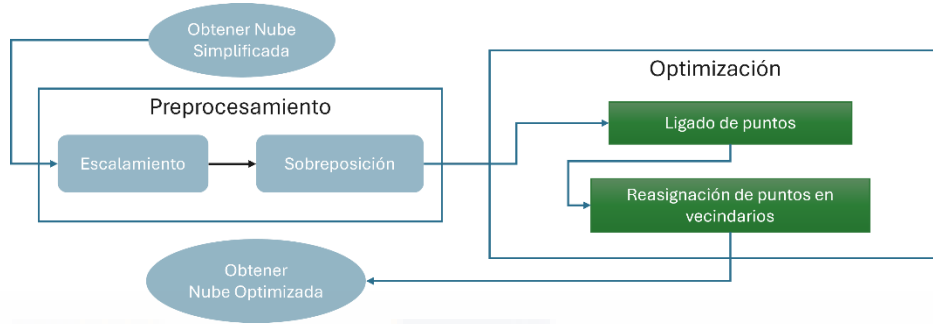 Obtener Nube
Simplificada
Preprocesamiento
Escalamiento
Sobreposición
Optimización
Ligado de puntos
Reasignación de puntos en
vecindarios
Obtener
Nube Optimizada